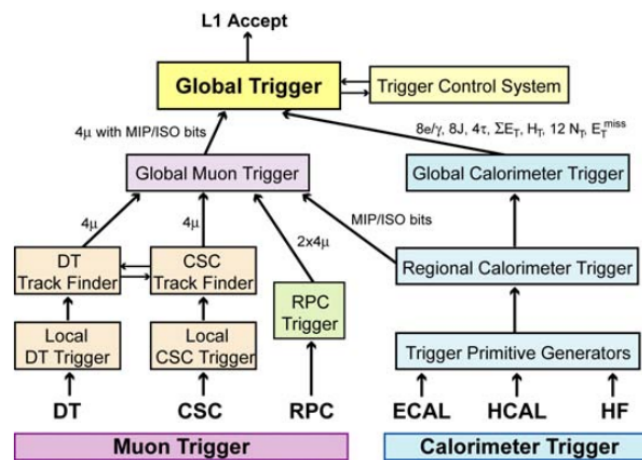 L1 Accept
Global Trigger
Trigger Control System
4μ with MIP/ISO bits
8e/γ, 8J, 4τ, ΣE_T, H_T, 12 N_T, E_T^miss
Global Muon Trigger
Global Calorimeter Trigger
4μ
4μ
2x4μ
MIP/ISO bits
DT
Track Finder
CSC
Track Finder
Regional Calorimeter Trigger
RPC
Trigger
Local
DT Trigger
Local
CSC Trigger
Trigger Primitive Generators
DT
CSC
RPC
ECAL
HCAL
HF
Muon Trigger
Calorimeter Trigger